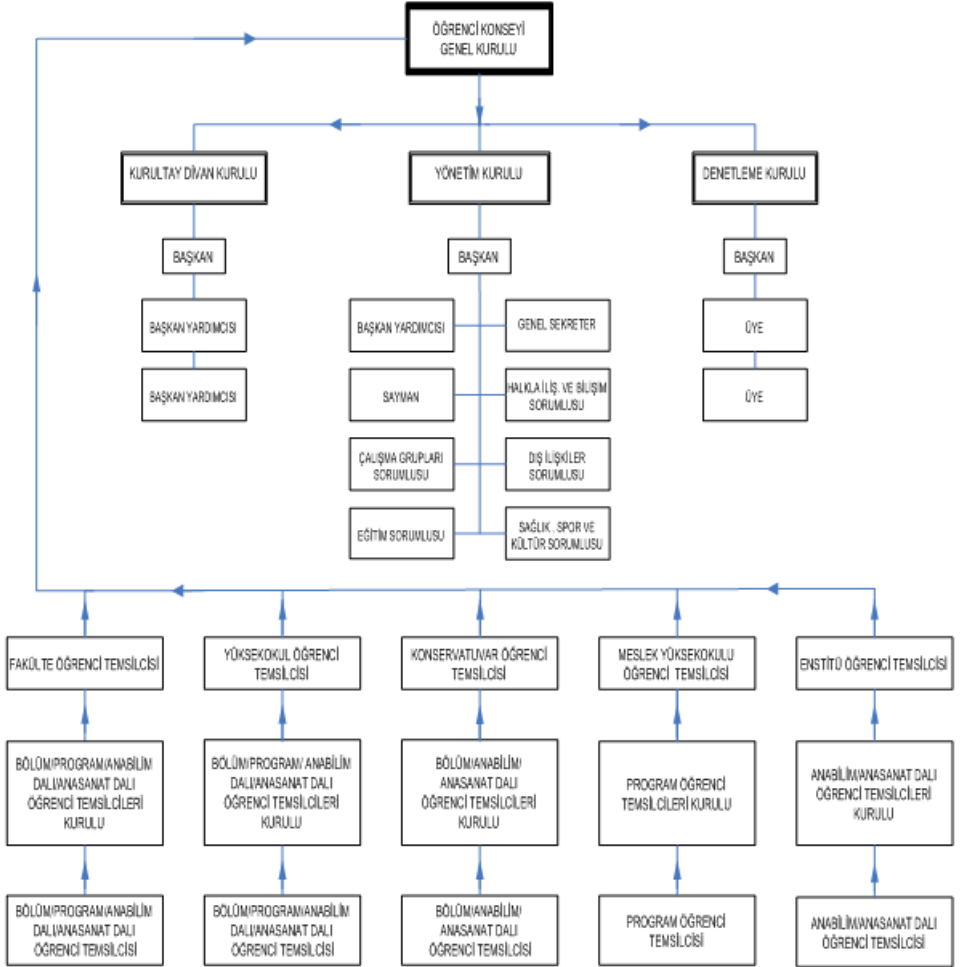 ÖĞRENCİ KONSEYİ
GENEL KURULU
KURULTAY DİVAN KURULU
YÖNETİM KURULU
DENETLEME KURULU
BAŞKAN
BAŞKAN
BAŞKAN
BAŞKAN YARDIMCISI
BAŞKAN YARDIMCISI
GENEL SEKRETER
ÜYE
BAŞKAN YARDIMCISI
SAYMAN
HALKLA İLİŞ. VE BİLİŞİM
SORUMLUSU
ÜYE
ÇALIŞMA GRUPLARI
SORUMLUSU
DIŞ İLİŞKİLER
SORUMLUSU
EĞİTİM SORUMLUSU
SAĞLIK , SPOR VE
KÜLTÜR SORUMLUSU
FAKÜLTE ÖĞRENCİ TEMSİLCİSİ
YÜKSEKOKUL ÖĞRENCİ
TEMSİLCİSİ
KONSERVATUVAR ÖĞRENCİ
TEMSİLCİSİ
MESLEK YÜKSEKOKULU
ÖĞRENCİ TEMSİLCİSİ
ENSTİTÜ ÖĞRENCİ TEMSİLCİSİ
BÖLÜM/PROGRAM/ANABİLİM
DALI/ANASANAT DALI
ÖĞRENCİ TEMSİLCİLERİ
KURULU
BÖLÜM/PROGRAM/ ANABİLİM
DALI/ANASANAT DALI
ÖĞRENCİ TEMSİLCİLERİ
KURULU
BÖLÜM/ANABİLİM/
ANASANAT DALI
ÖĞRENCİ TEMSİLCİLERİ
KURULU
PROGRAM ÖĞRENCİ
TEMSİLCİLERİ KURULU
ANABİLİM/ANASANAT DALI
ÖĞRENCİ TEMSİLCİLERİ
KURULU
BÖLÜM/PROGRAM/ANABİLİM
DALI/ANASANAT DALI
ÖĞRENCİ TEMSİLCİSİ
BÖLÜM/PROGRAM/ANABİLİM
DALI/ANASANAT DALI
ÖĞRENCİ TEMSİLCİSİ
BÖLÜM/ANABİLİM/
ANASANAT DALI
ÖĞRENCİ TEMSİLCİSİ
PROGRAM ÖĞRENCİ
TEMSİLCİSİ
ANABİLİM/ANASANAT DALI
ÖĞRENCİ TEMSİLCİSİ